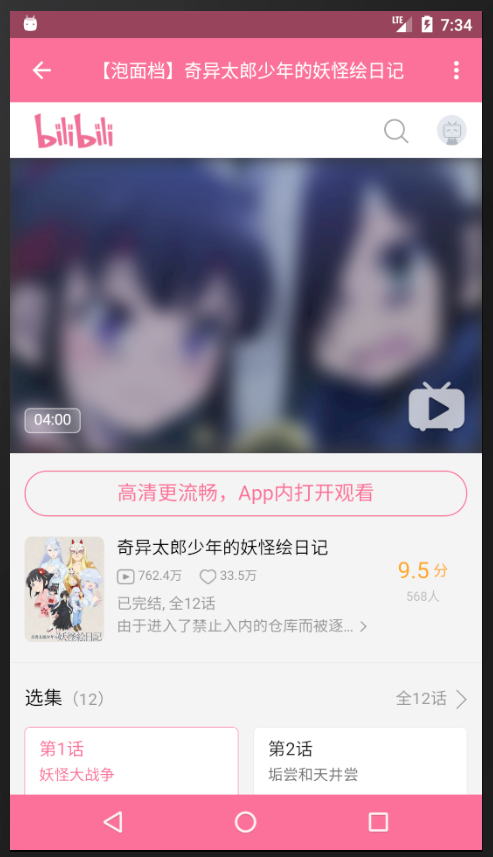 LTE 7:34
【泡面档】奇异太郎少年的妖怪绘日记
bilibili
04:00
高清更流畅，App内打开观看
奇异太郎少年的妖怪绘日记
9.5 分
762.4万 33.5万
568人
已完结, 全12话
由于进入了禁止入内的仓库而被逐...
妖怪絵日記
选集（12） 全12话
第1话
妖怪大战争
第2话
垢尝和天井尝